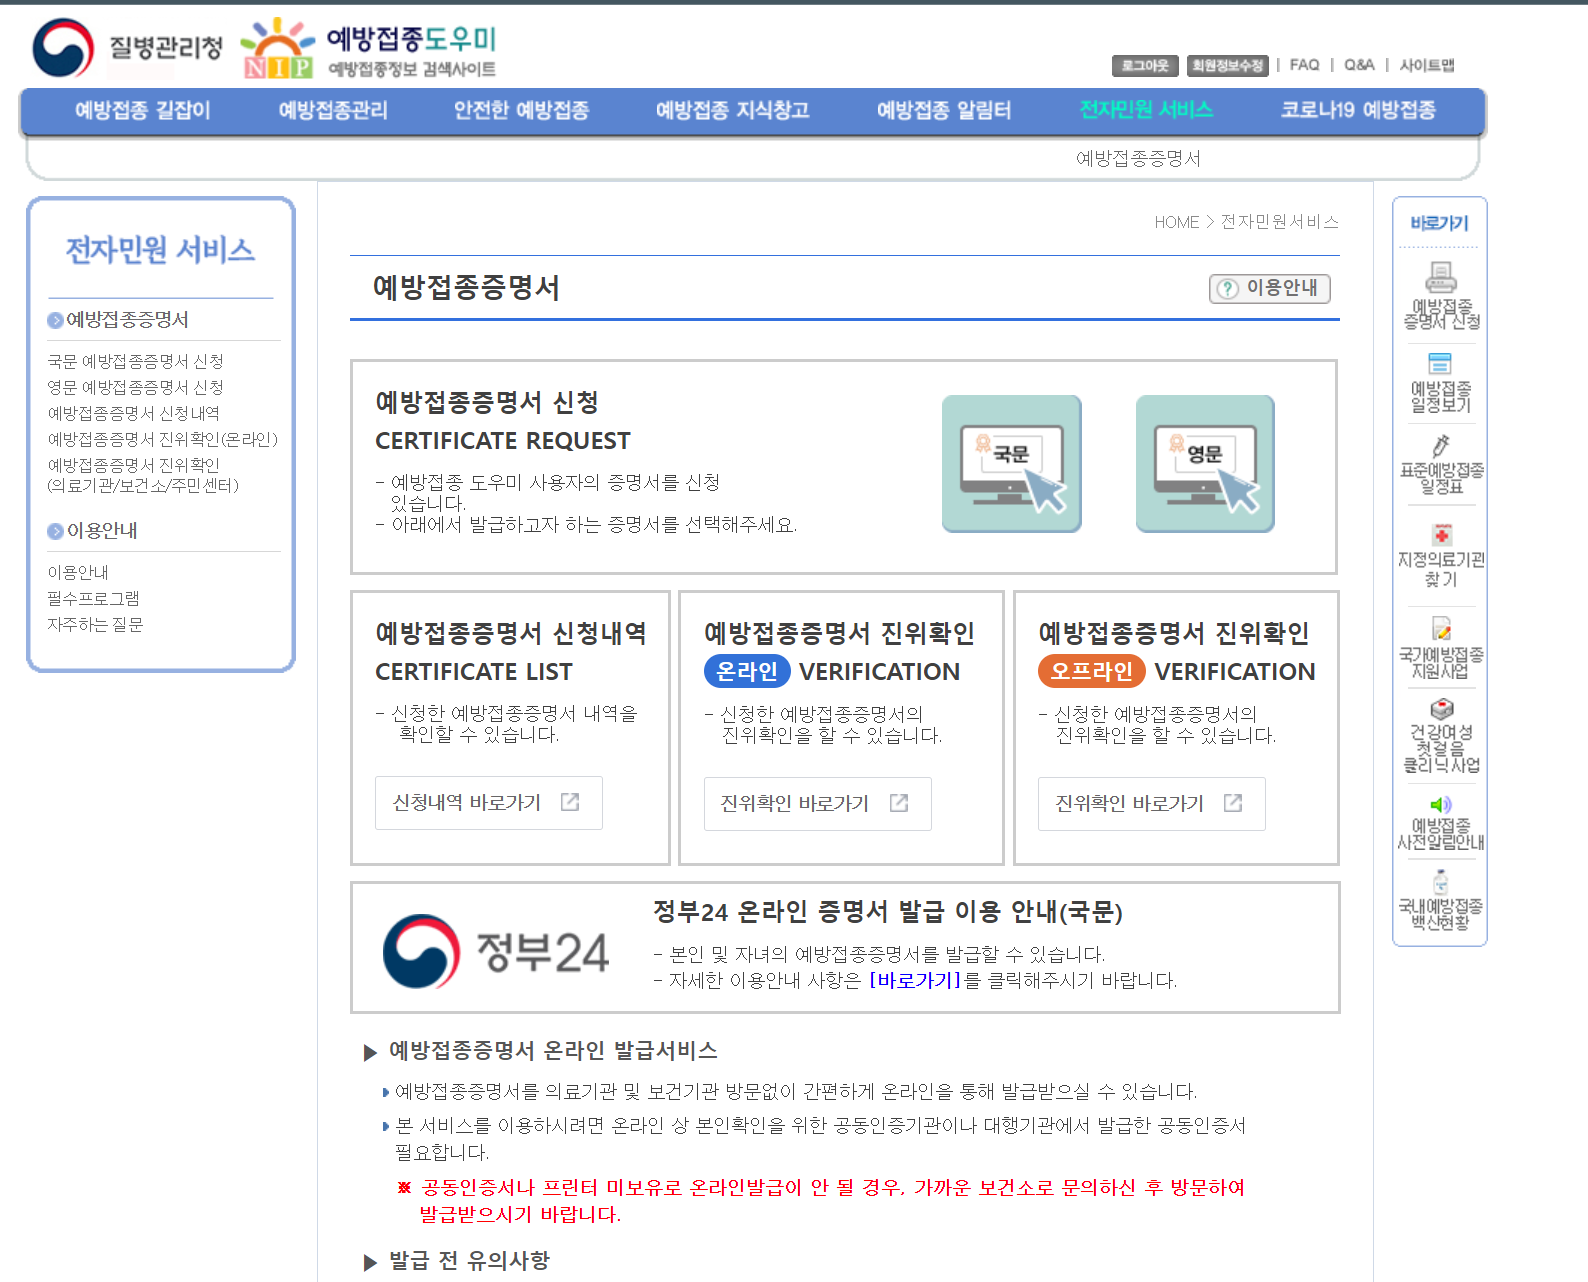 질병관리청
NIP
예방접종도우미
예방접종정보 검색사이트
로그아웃 회원정보수정 | FAQ | Q&A | 사이트맵
예방접종 길잡이 예방접종관리 안전한 예방접종 예방접종 지식창고 예방접종 알림터 전자민원 서비스 코로나19 예방접종
예방접종증명서
전자민원 서비스
예방접종증명서
국문 예방접종증명서 신청
영문 예방접종증명서 신청
예방접종증명서 신청내역
예방접종증명서 진위확인(온라인)
예방접종증명서 진위확인
(의료기관/보건소/주민센터)
이용안내
이용안내
필수프로그램
자주하는 질문
HOME > 전자민원서비스
예방접종증명서
? 이용안내
예방접종증명서 신청
CERTIFICATE REQUEST
- 예방접종 도우미 사용자의 증명서를 신청
있습니다.
- 아래에서 발급하고자 하는 증명서를 선택해주세요.
국문
영문
예방접종증명서 신청내역
CERTIFICATE LIST
- 신청한 예방접종증명서 내역을
확인할 수 있습니다.
신청내역 바로가기
예방접종증명서 진위확인
온라인 VERIFICATION
- 신청한 예방접종증명서의
진위확인을 할 수 있습니다.
진위확인 바로가기
예방접종증명서 진위확인
오프라인 VERIFICATION
- 신청한 예방접종증명서의
진위확인을 할 수 있습니다.
진위확인 바로가기
정부24
정부24 온라인 증명서 발급 이용 안내(국문)
- 본인 및 자녀의 예방접종증명서를 발급할 수 있습니다.
- 자세한 이용안내 사항은 [바로가기]를 클릭해주시기 바랍니다.
▶ 예방접종증명서 온라인 발급서비스
예방접종증명서를 의료기관 및 보건기관 방문없이 간편하게 온라인을 통해 발급받으실 수 있습니다.
본 서비스를 이용하시려면 온라인 상 본인확인을 위한 공동인증기관이나 대행기관에서 발급한 공동인증서
필요합니다.
※ 공동인증서나 프린터 미보유로 온라인발급이 안 될 경우, 가까운 보건소로 문의하신 후 방문하여
발급받으시기 바랍니다.
▶ 발급 전 유의사항
바로가기
예방접종
증명서 신청
예방접종
일정보기
표준예방접종
일정표
지정의료기관
찾기
국가예방접종
지원사업
건강여성
첫걸음
클리닉 사업
예방접종
사전알림안내
국내예방접종
백신현황